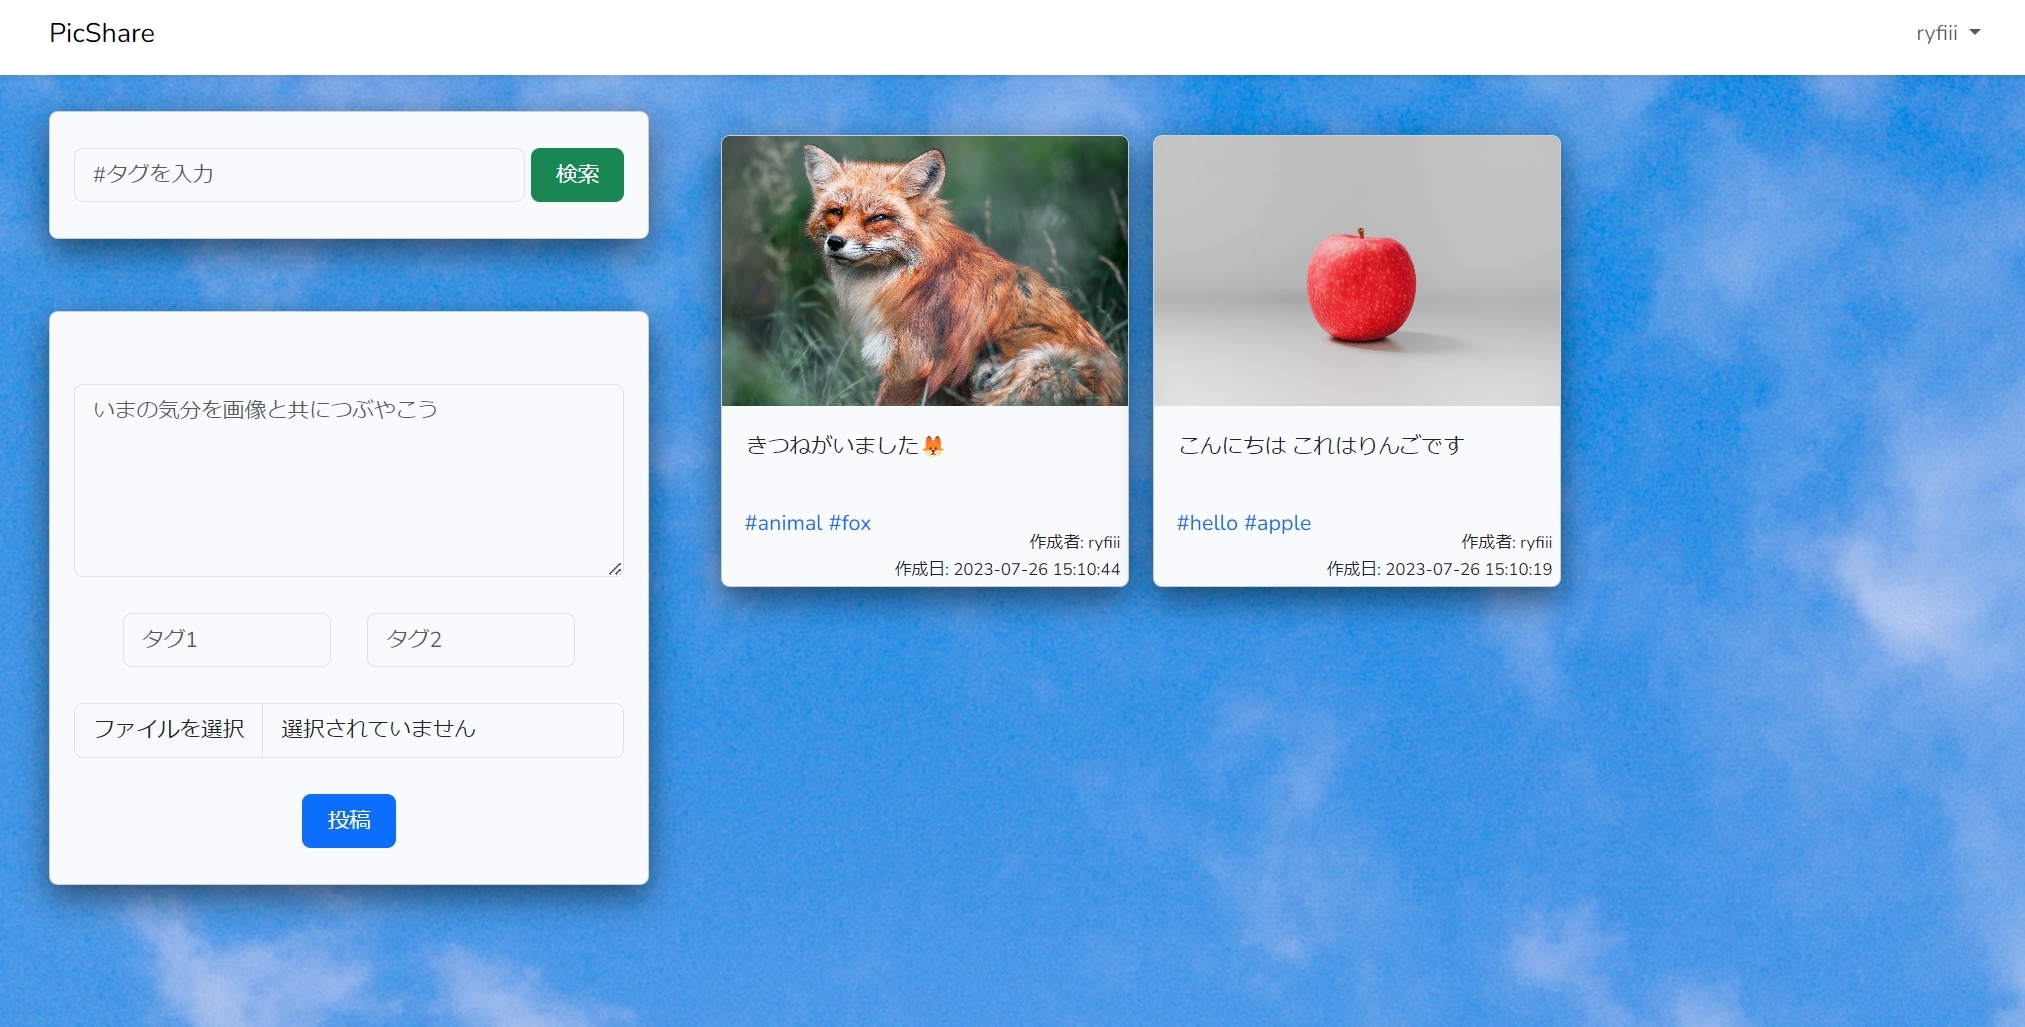 PicShare
ryfiii
#タグを入力
検索
いまの気分を画像と共につぶやこう
タグ1
タグ2
ファイルを選択
選択されていません
投稿
きつねがいました🦊
#animal #fox
作成者: ryfiii
作成日: 2023-07-26 15:10:44
こんにちは これはりんごです
#hello #apple
作成者: ryfiii
作成日: 2023-07-26 15:10:19